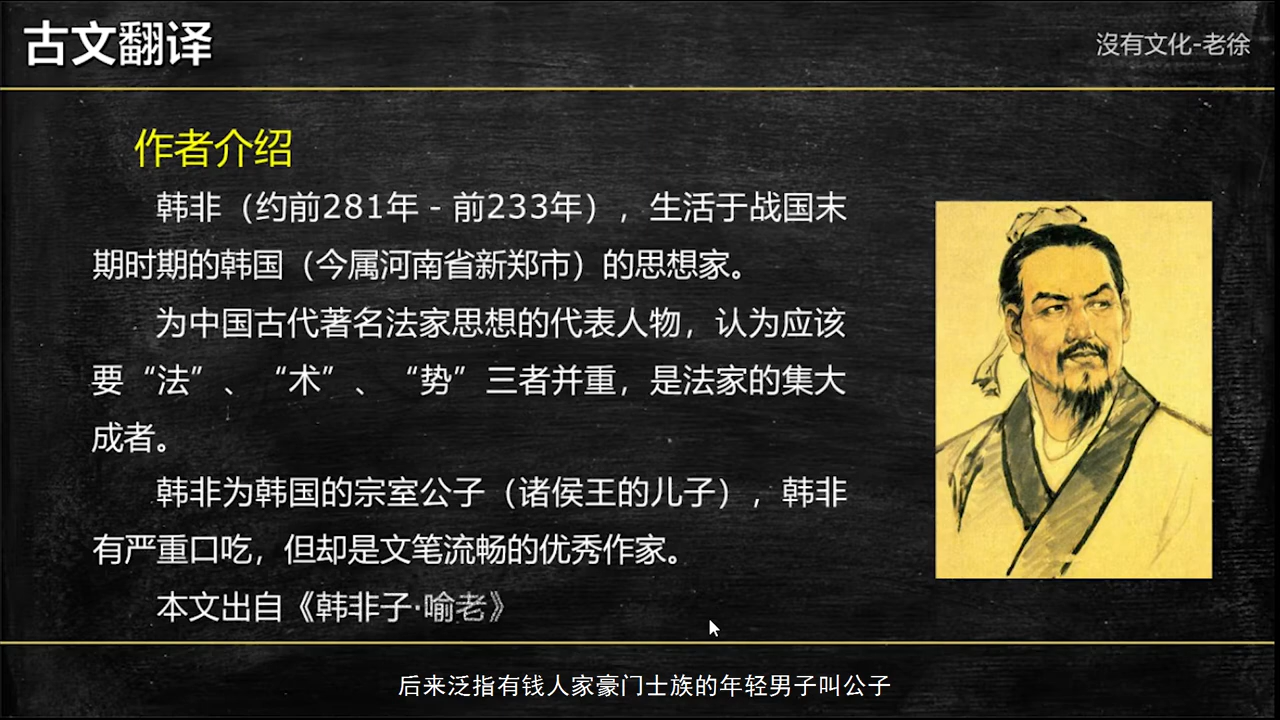 古文翻译
沒有文化-老徐
作者介绍
韩非（约前281年 - 前233年），生活于战国末
期时期的韩国（今属河南省新郑市）的思想家。
为中国古代著名法家思想的代表人物，认为应该
要“法”、“术”、“势”三者并重，是法家的集大
成者。
韩非为韩国的宗室公子（诸侯王的儿子），韩非
有严重口吃，但却是文笔流畅的优秀作家。
本文出自《韩非子·喻老》
后来泛指有钱人家豪门士族的年轻男子叫公子